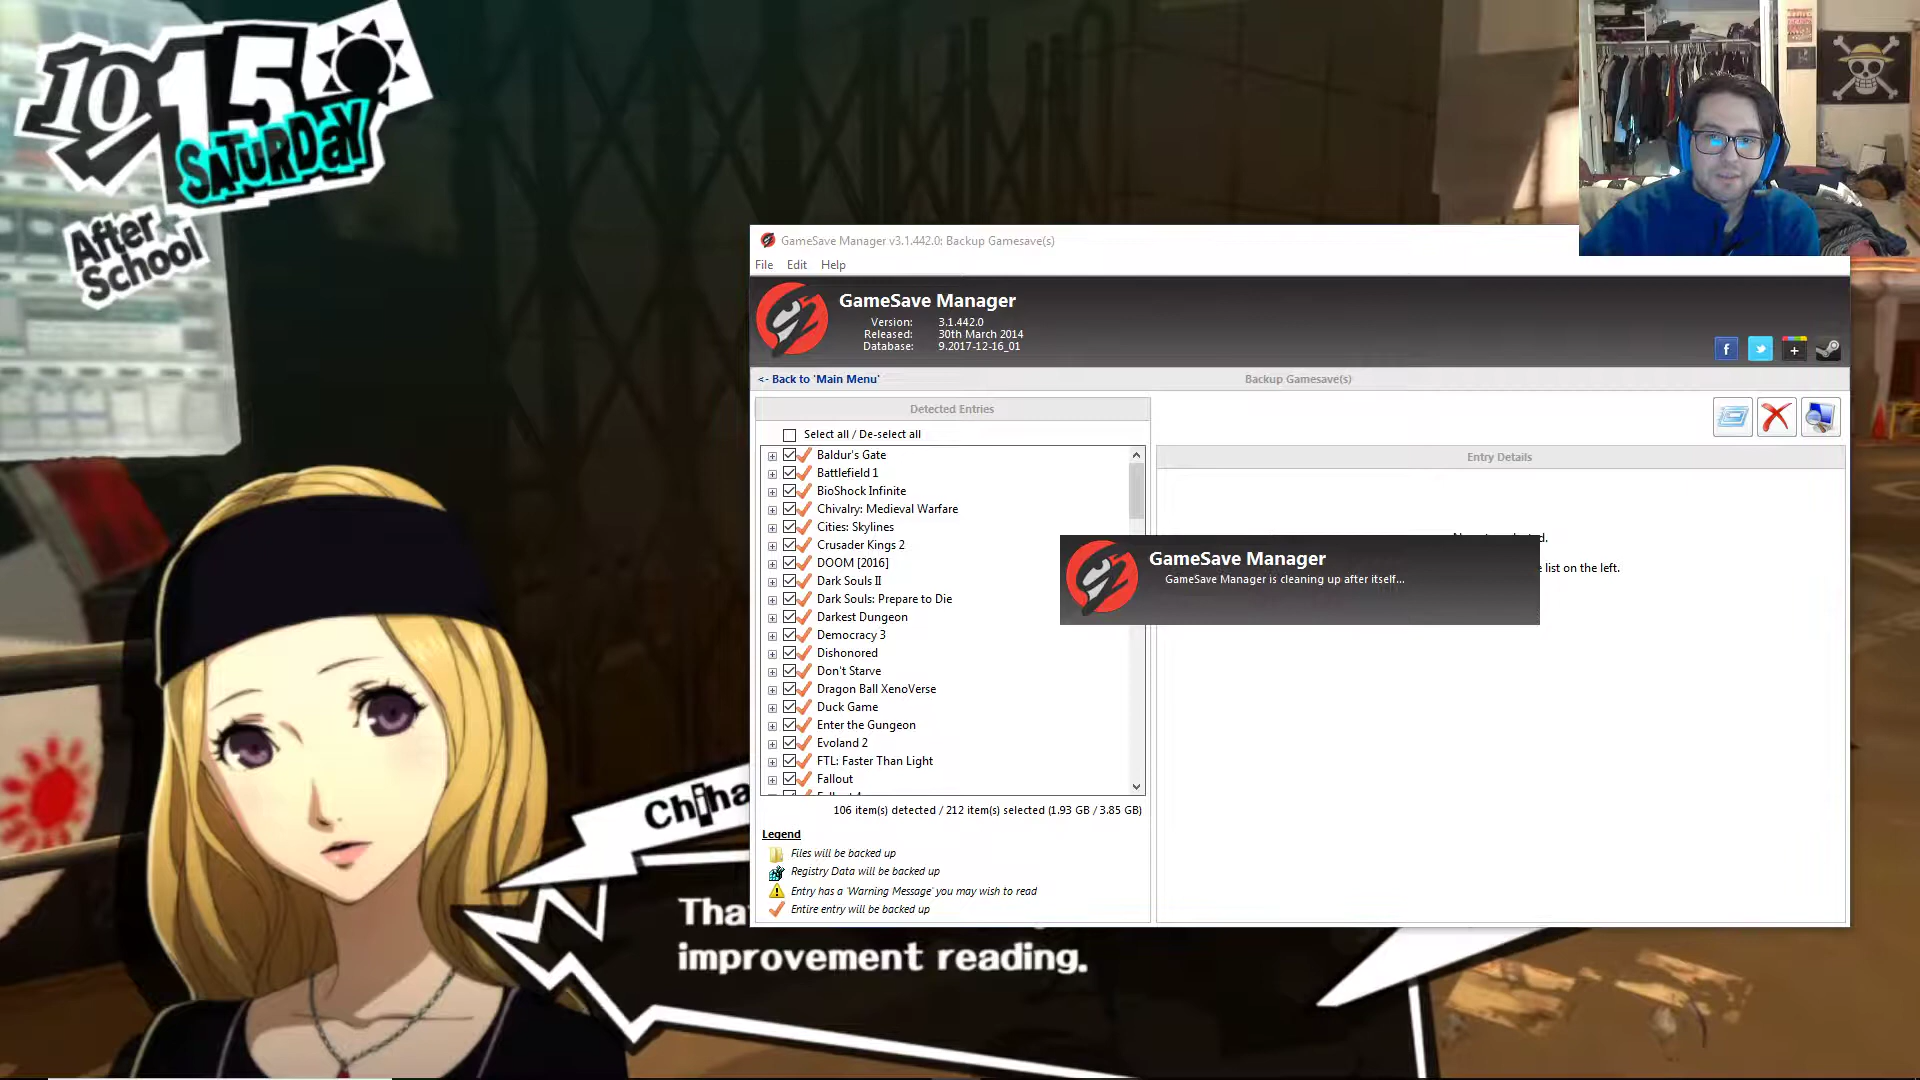 10/15
SATURDAY
After
School
GameSave Manager v3.1.442.0: Backup Gamesave(s)
File Edit Help
GameSave Manager
Version: 3.1.442.0
Released: 30th March 2014
Database: 9.2017-12-16_01
<- Back to 'Main Menu'
Backup Gamesave(s)
Detected Entries
Select all / De-select all
Baldur's Gate
Battlefield 1
BioShock Infinite
Chivalry: Medieval Warfare
Cities: Skylines
Crusader Kings 2
DOOM [2016]
Dark Souls II
Dark Souls: Prepare to Die
Darkest Dungeon
Democracy 3
Dishonored
Don't Starve
Dragon Ball XenoVerse
Duck Game
Enter the Gungeon
Evoland 2
FTL: Faster Than Light
Fallout
106 item(s) detected / 212 item(s) selected (1.93 GB / 3.85 GB)
Legend
Files will be backed up
Registry Data will be backed up
Entry has a 'Warning Message' you may wish to read
Entire entry will be backed up
Entry Details
list on the left.
GameSave Manager
GameSave Manager is cleaning up after itself...
Chiha
Tha
improvement reading.